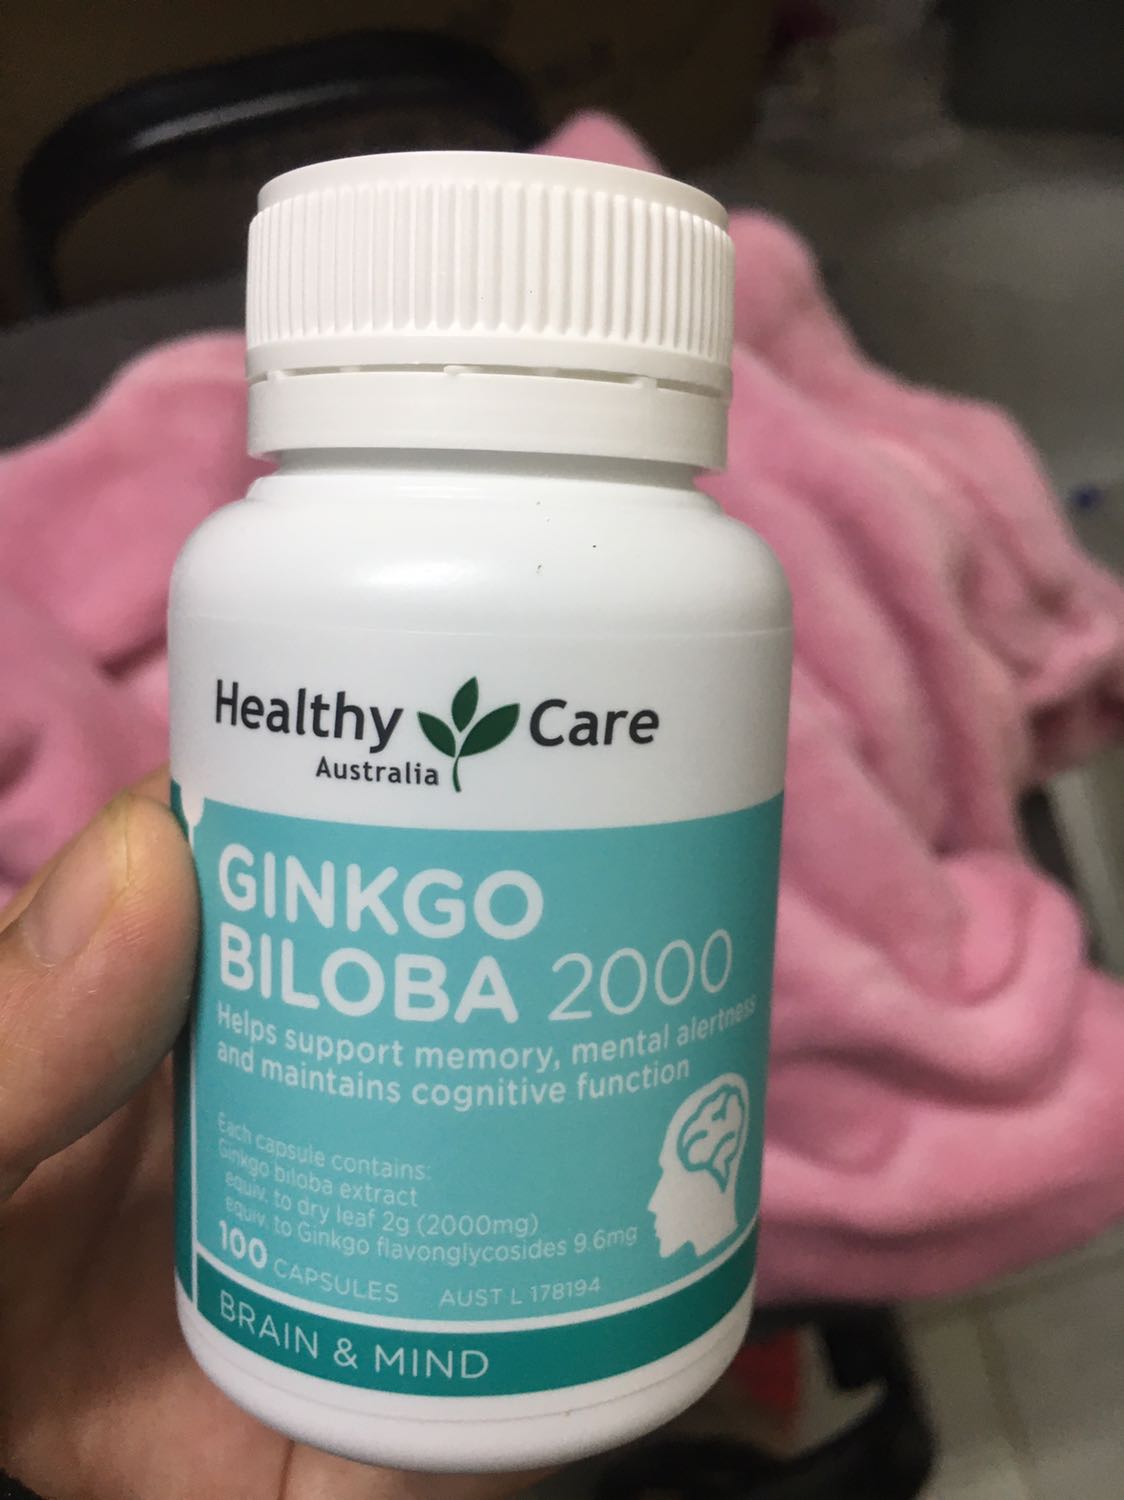 Healthy Care
Australia
GINKGO
BILOBA 2000
Helps support memory, mental alertness
and maintains cognitive function
Each capsule contains:
Ginkgo biloba extract
equiv. to dry leaf 2g (2000mg)
equiv. to Ginkgo flavonglycosides 9.6mg
100 CAPSULES AUST L 178194
BRAIN & MIND